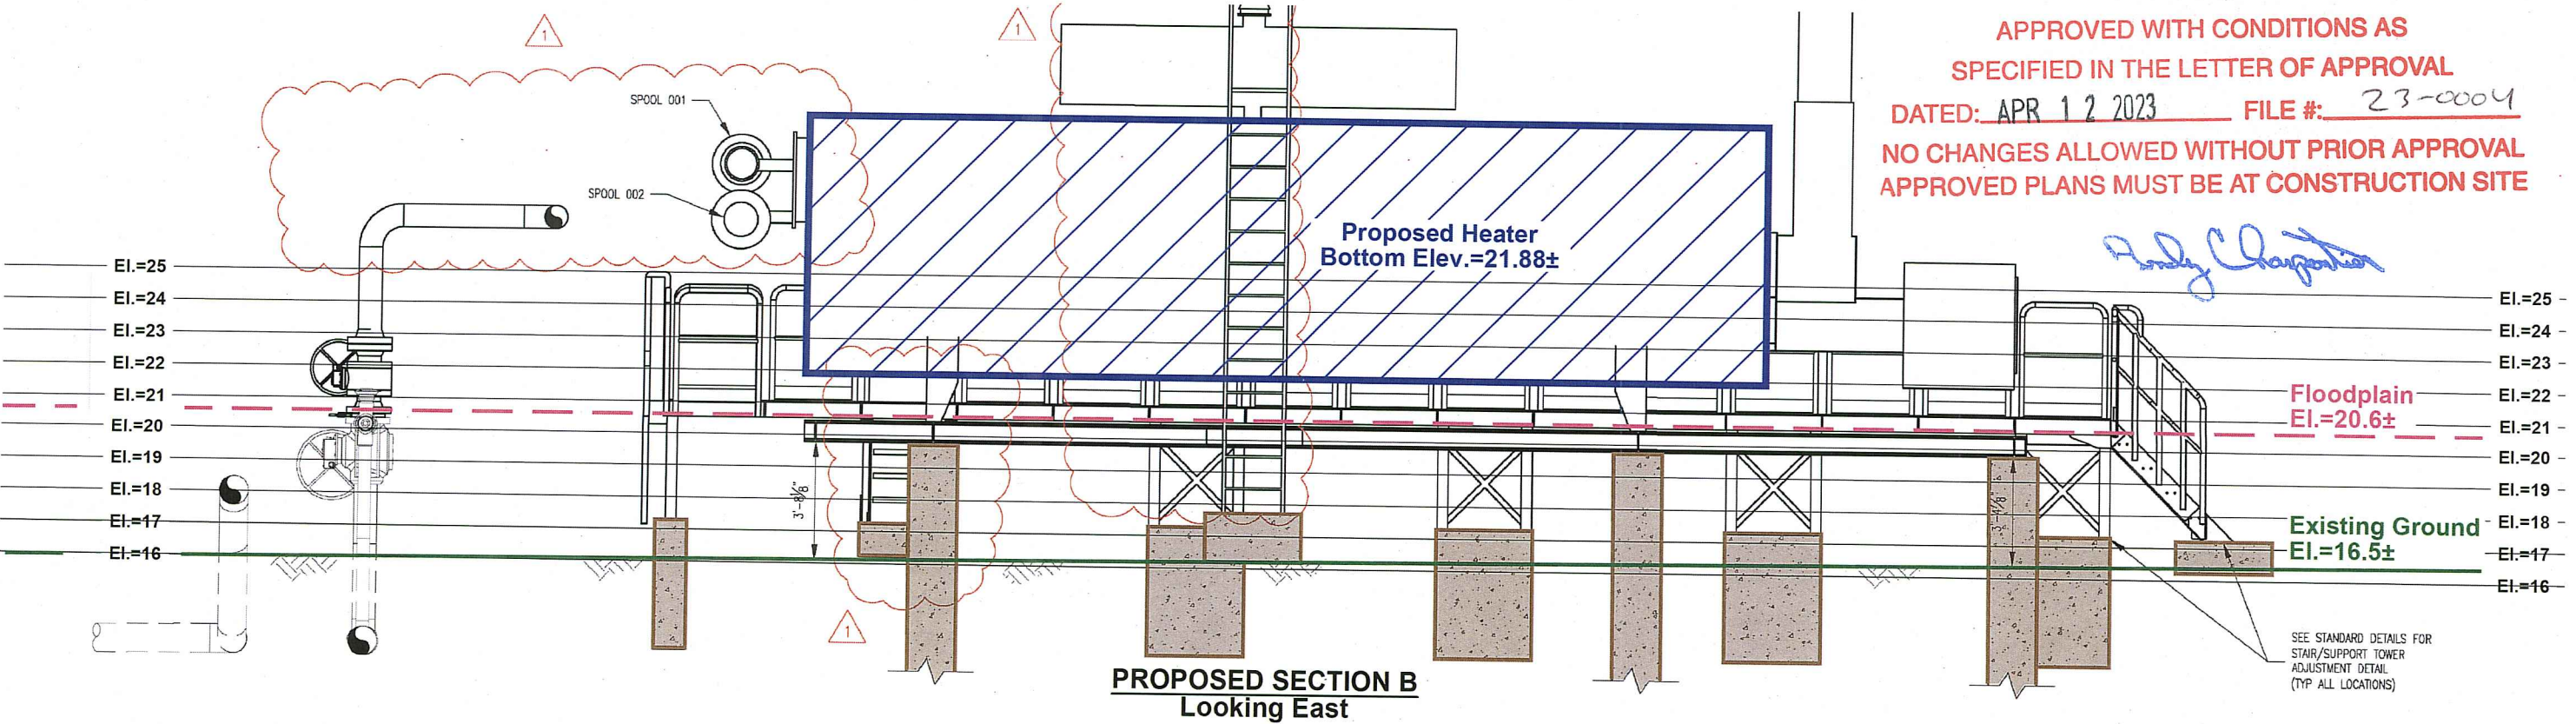 APPROVED WITH CONDITIONS AS
SPECIFIED IN THE LETTER OF APPROVAL
DATED: APR 12 2023 FILE #: 23-0004
NO CHANGES ALLOWED WITHOUT PRIOR APPROVAL
APPROVED PLANS MUST BE AT CONSTRUCTION SITE
1
1
SPOOL 001
SPOOL 002
Proposed Heater
Bottom Elev.=21.88±
El.=25
El.=24
El.=23
El.=22
El.=21
El.=20
El.=19
El.=18
El.=17
El.=16
El.=25
El.=24
El.=23
El.=22
El.=21
El.=20
El.=19
El.=18
El.=17
El.=16
Floodplain
El.=20.6±
Existing Ground
El.=16.5±
3'-8⅛"
1
SEE STANDARD DETAILS FOR
STAIR/SUPPORT TOWER
ADJUSTMENT DETAIL
(TYP ALL LOCATIONS)
PROPOSED SECTION B
Looking East